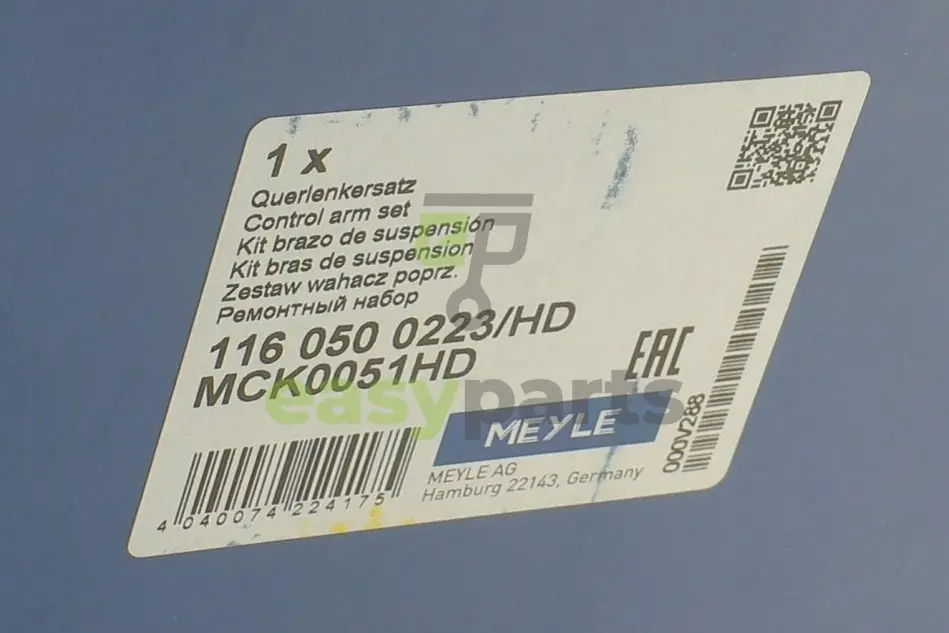 1 x
Querlenkersatz
Control arm set
Kit brazo de suspensión
Kit bras de suspension
Zestaw wahacz poprz.
Ремонтный набор
116 050 0223/HD
MCK0051HD
EAC
easyparts
MEYLE
MEYLE AG
Hamburg 22143, Germany
4 040074 224175
000V288